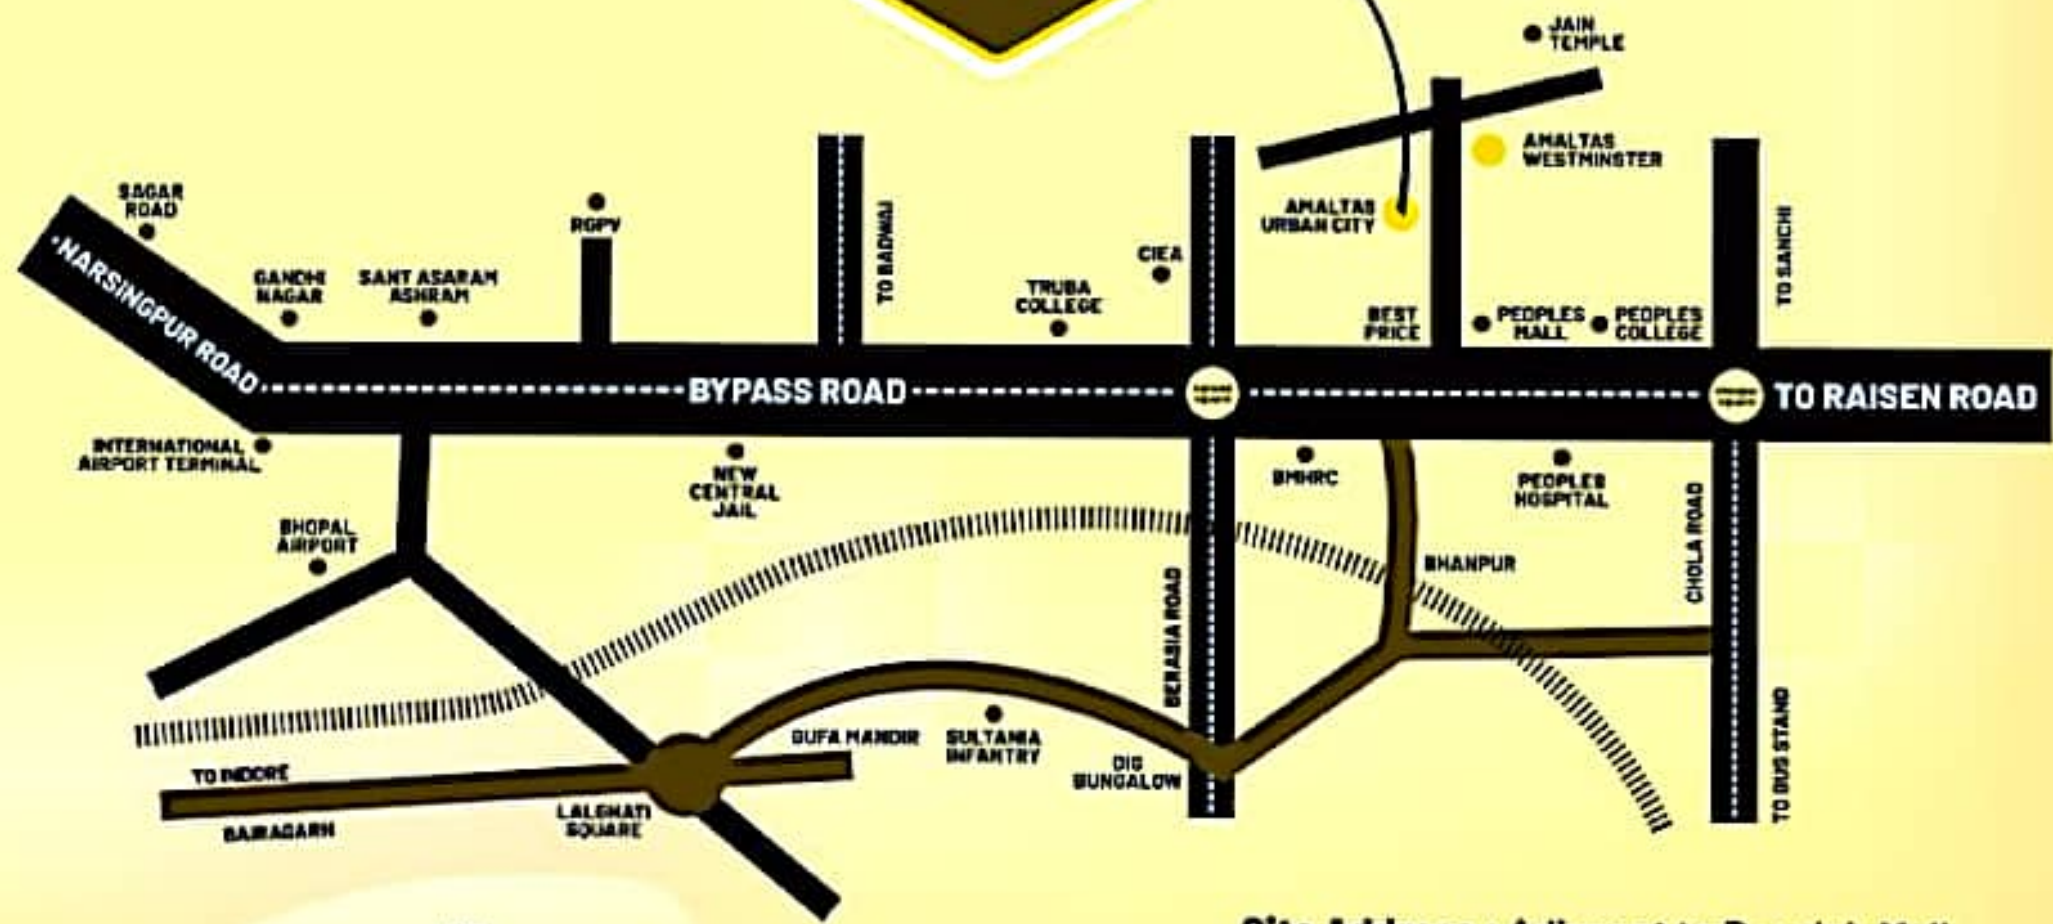 JAIN
TEMPLE
AMALTAS
WESTMINSTER
SAGAR
ROAD
AMALTAS
URBAN CITY
RGPV
TO BADWAI
TO SANCHI
CIEA
GANDHI
NAGAR
SANT ASARAM
ASHRAM
TRUBA
COLLEGE
BEST
PRICE
PEOPLES
MALL
PEOPLES
COLLEGE
NARSINGPUR ROAD
BYPASS ROAD
TO RAISEN ROAD
INTERNATIONAL
AIRPORT TERMINAL
NEW
CENTRAL
JAIL
BMHRC
PEOPLES
HOSPITAL
BHOPAL
AIRPORT
BHANPUR
CHOLA ROAD
BERASIA ROAD
GUFA MANDIR
SULTANIA
INFANTRY
DIG
BUNGALOW
TO BUS STAND
TO INDORE
LALGHATI
SQUARE
BAIRAGARH